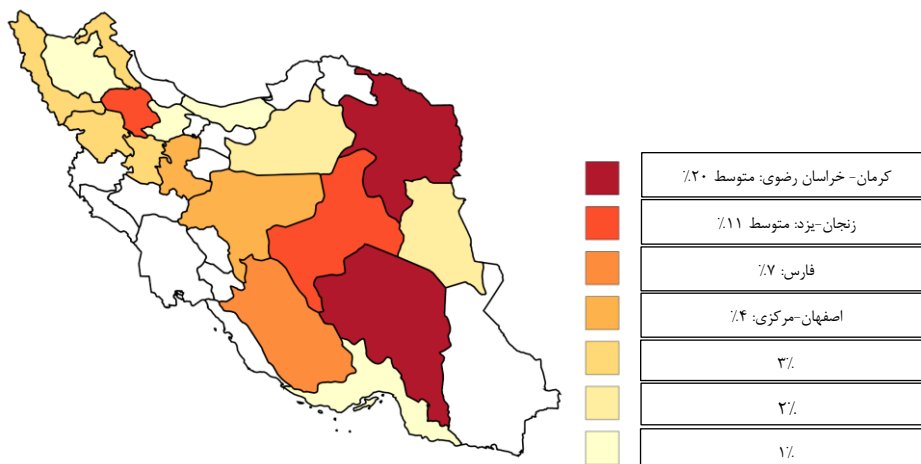 کرمان- خراسان رضوی: متوسط ۲۰٪
زنجان-یزد: متوسط ۱۱٪
فارس: ۷٪
اصفهان-مرکزی: ۴٪
۳٪
۲٪
۱٪